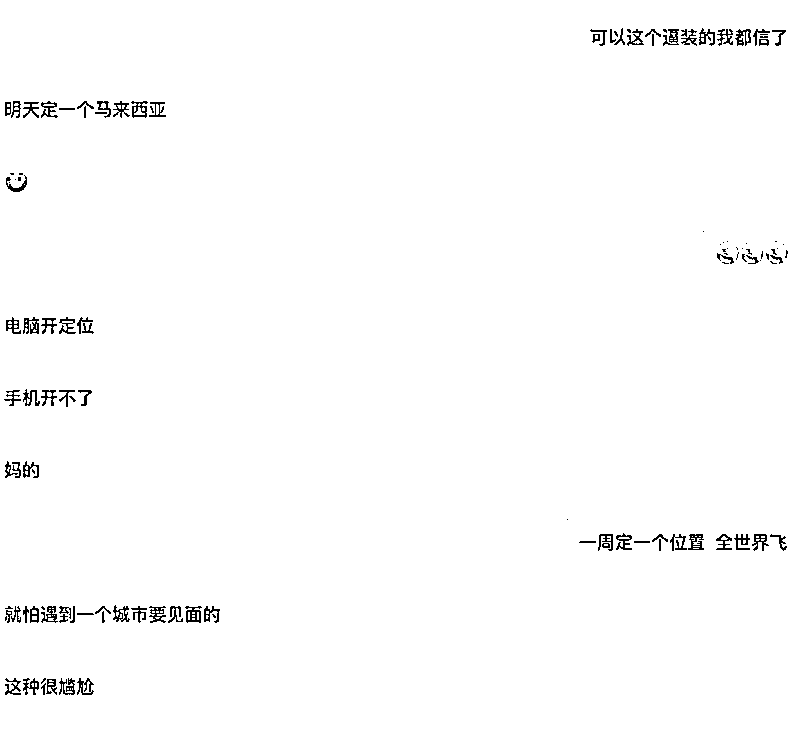 可以这个逼装的我都信了
明天定一个马来西亚
电脑开定位
手机开不了
妈的
一周定一个位置 全世界飞
就怕遇到一个城市要见面的
这种很尴尬